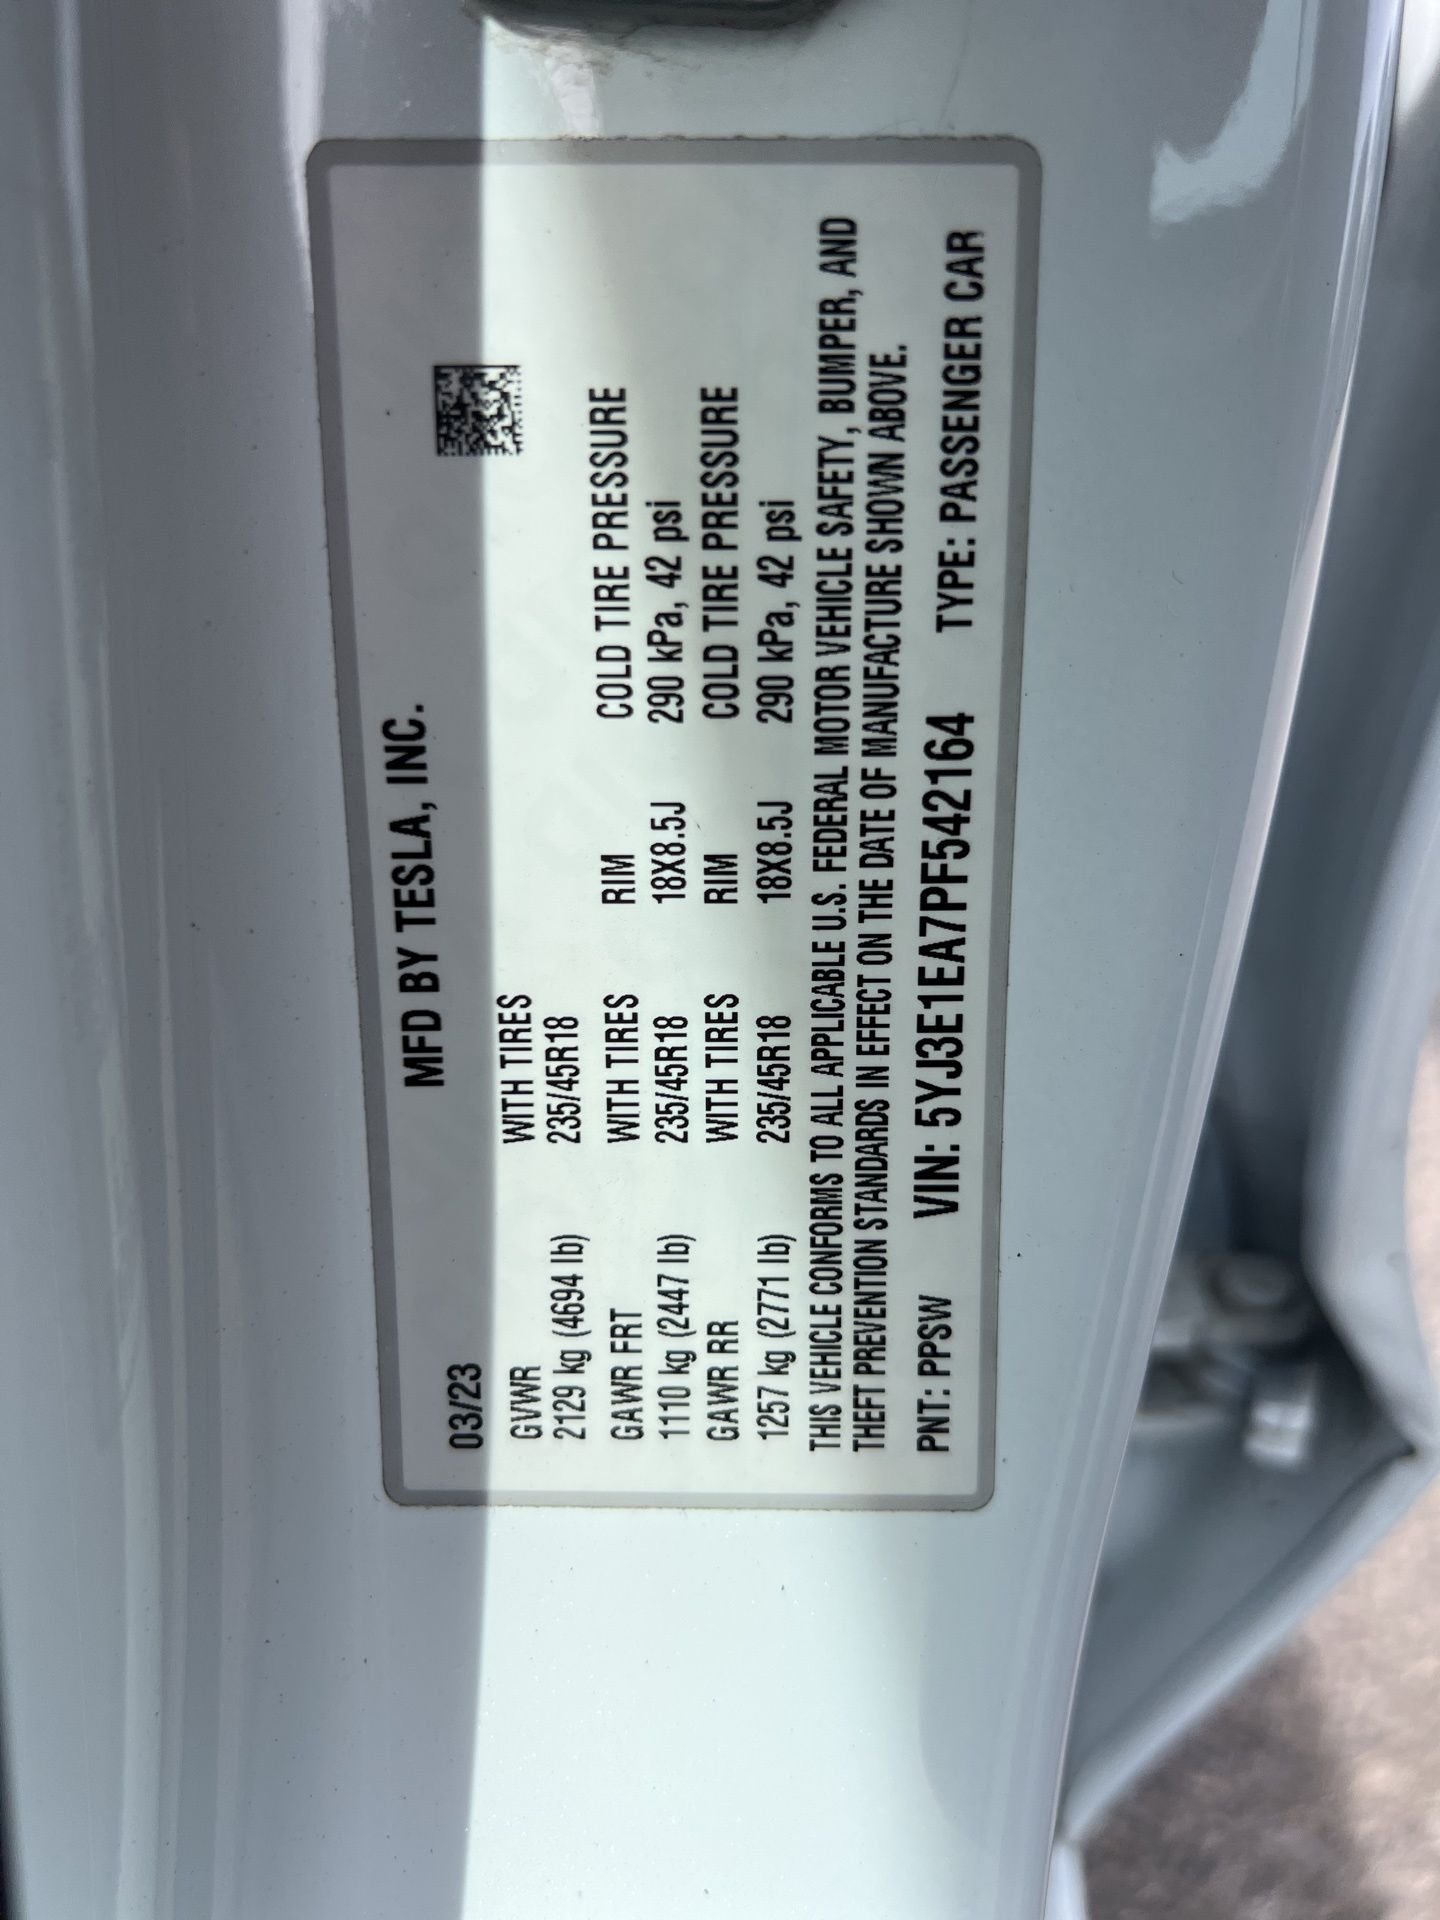 MFD BY TESLA, INC.
03/23
GVWR WITH TIRES
2129 kg (4694 lb) 235/45R18
GAWR FRT WITH TIRES RIM COLD TIRE PRESSURE
1110 kg (2447 lb) 235/45R18 18X8.5J 290 kPa, 42 psi
GAWR RR WITH TIRES RIM COLD TIRE PRESSURE
1257 kg (2771 lb) 235/45R18 18X8.5J 290 kPa, 42 psi
THIS VEHICLE CONFORMS TO ALL APPLICABLE U.S. FEDERAL MOTOR VEHICLE SAFETY, BUMPER, AND
THEFT PREVENTION STANDARDS IN EFFECT ON THE DATE OF MANUFACTURE SHOWN ABOVE.
PNT: PPSW VIN: 5YJ3E1EA7PF542164 TYPE: PASSENGER CAR